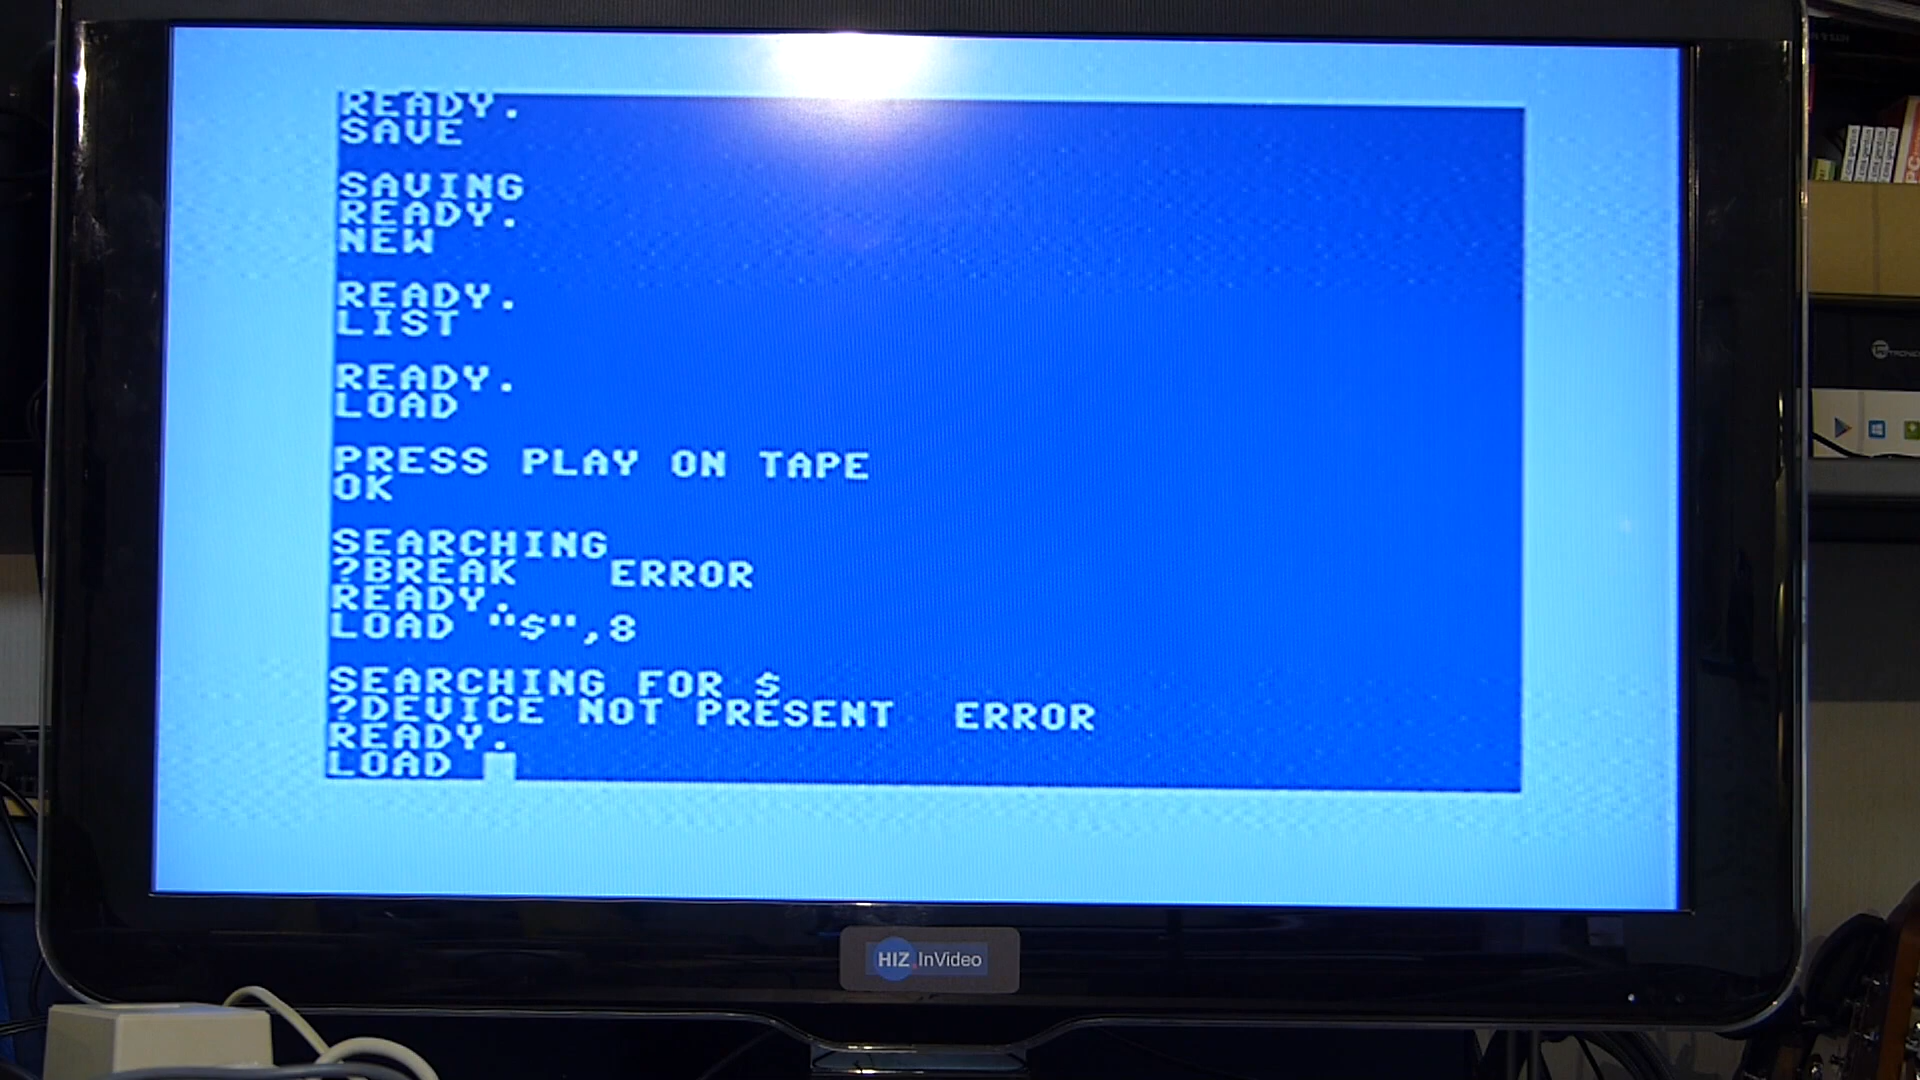 READY.
SAVE
SAVING
READY.
NEW
READY.
LIST
READY.
LOAD
PRESS PLAY ON TAPE
OK
SEARCHING
?BREAK ERROR
READY.
LOAD "$",8
SEARCHING FOR $
?DEVICE NOT PRESENT ERROR
READY.
LOAD
HIZ.InVideo